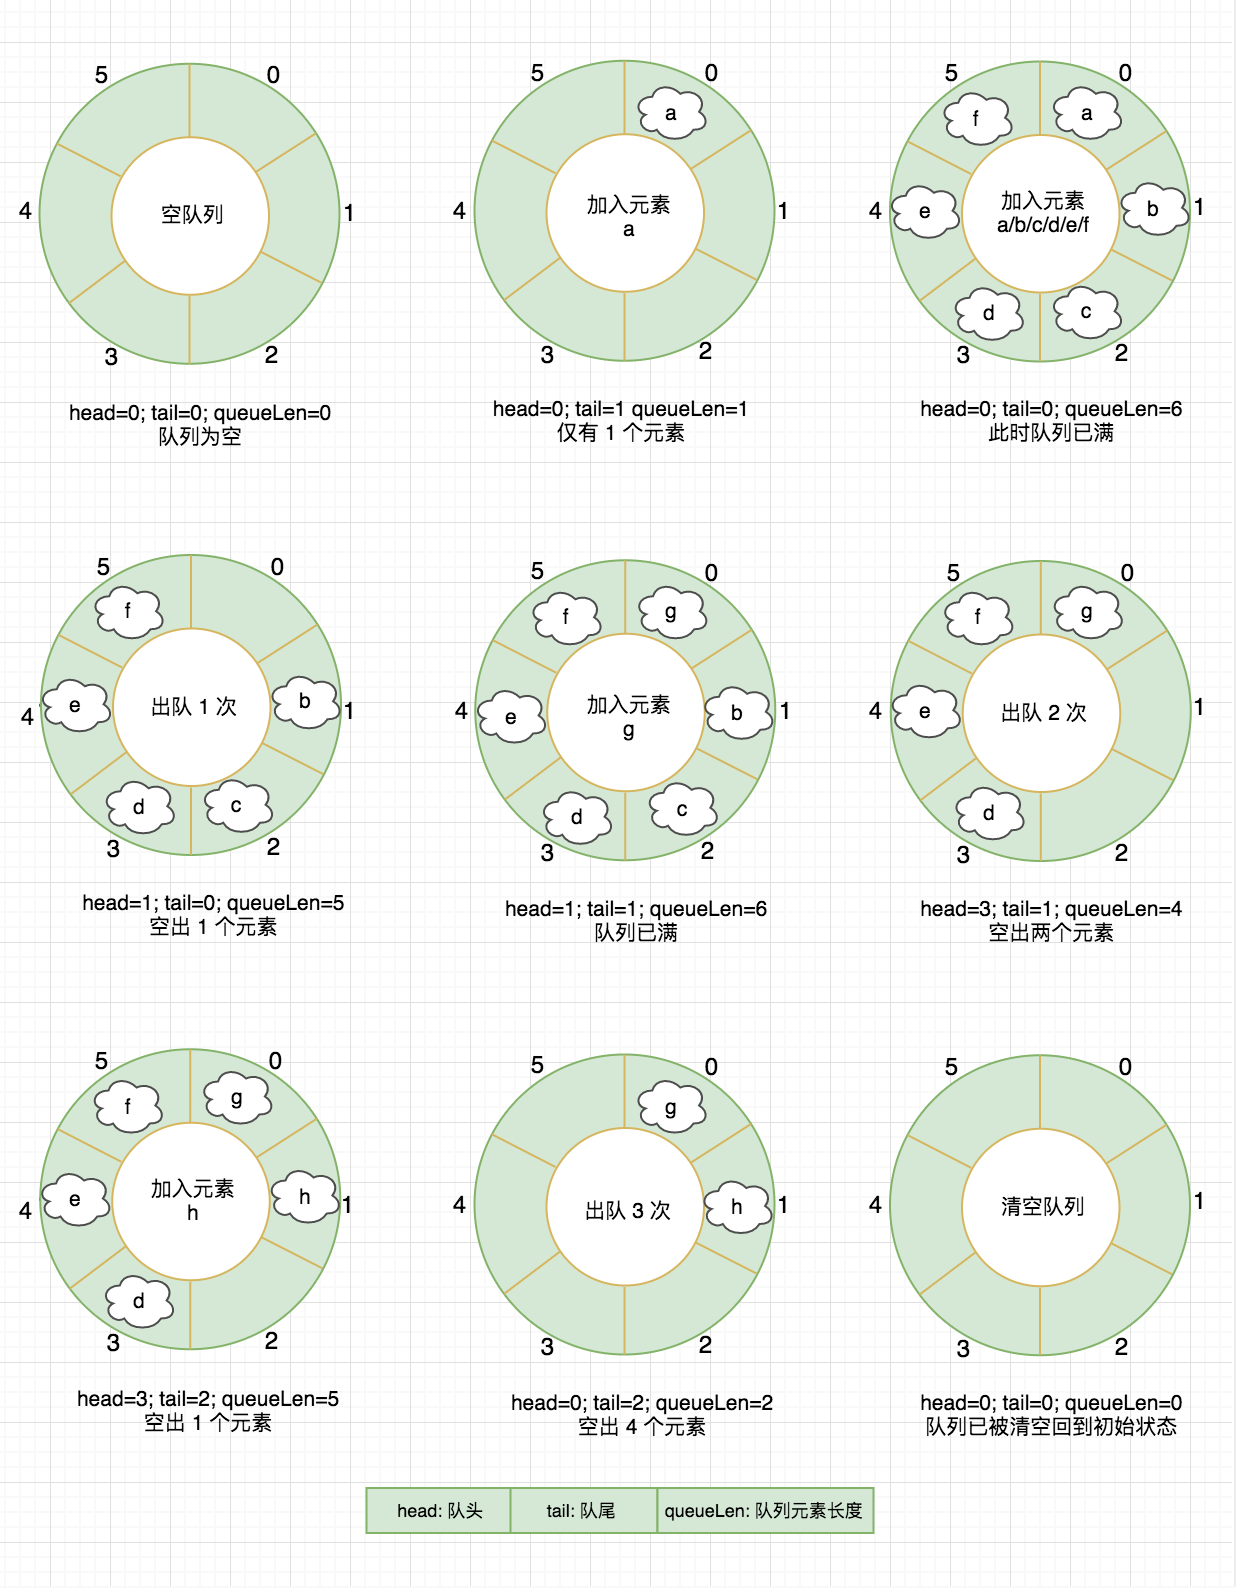 5
0
4
空队列
1
3
2
head=0; tail=0; queueLen=0
队列为空
5
0
a
4
加入元素
a
1
3
2
head=0; tail=1 queueLen=1
仅有 1 个元素
5
0
f
a
4
e
加入元素
a/b/c/d/e/f
b
1
d
c
3
2
head=0; tail=0; queueLen=6
此时队列已满
5
0
f
4
e
出队 1 次
b
1
d
c
3
2
head=1; tail=0; queueLen=5
空出 1 个元素
5
0
f
g
4
e
加入元素
g
b
1
d
c
3
2
head=1; tail=1; queueLen=6
队列已满
5
0
f
g
4
e
出队 2 次
1
d
3
2
head=3; tail=1; queueLen=4
空出两个元素
5
0
f
g
4
e
加入元素
h
h
1
d
3
2
head=3; tail=2; queueLen=5
空出 1 个元素
5
0
g
4
出队 3 次
h
1
3
2
head=0; tail=2; queueLen=2
空出 4 个元素
5
0
4
清空队列
1
3
2
head=0; tail=0; queueLen=0
队列已被清空回到初始状态
head: 队头
tail: 队尾
queueLen: 队列元素长度